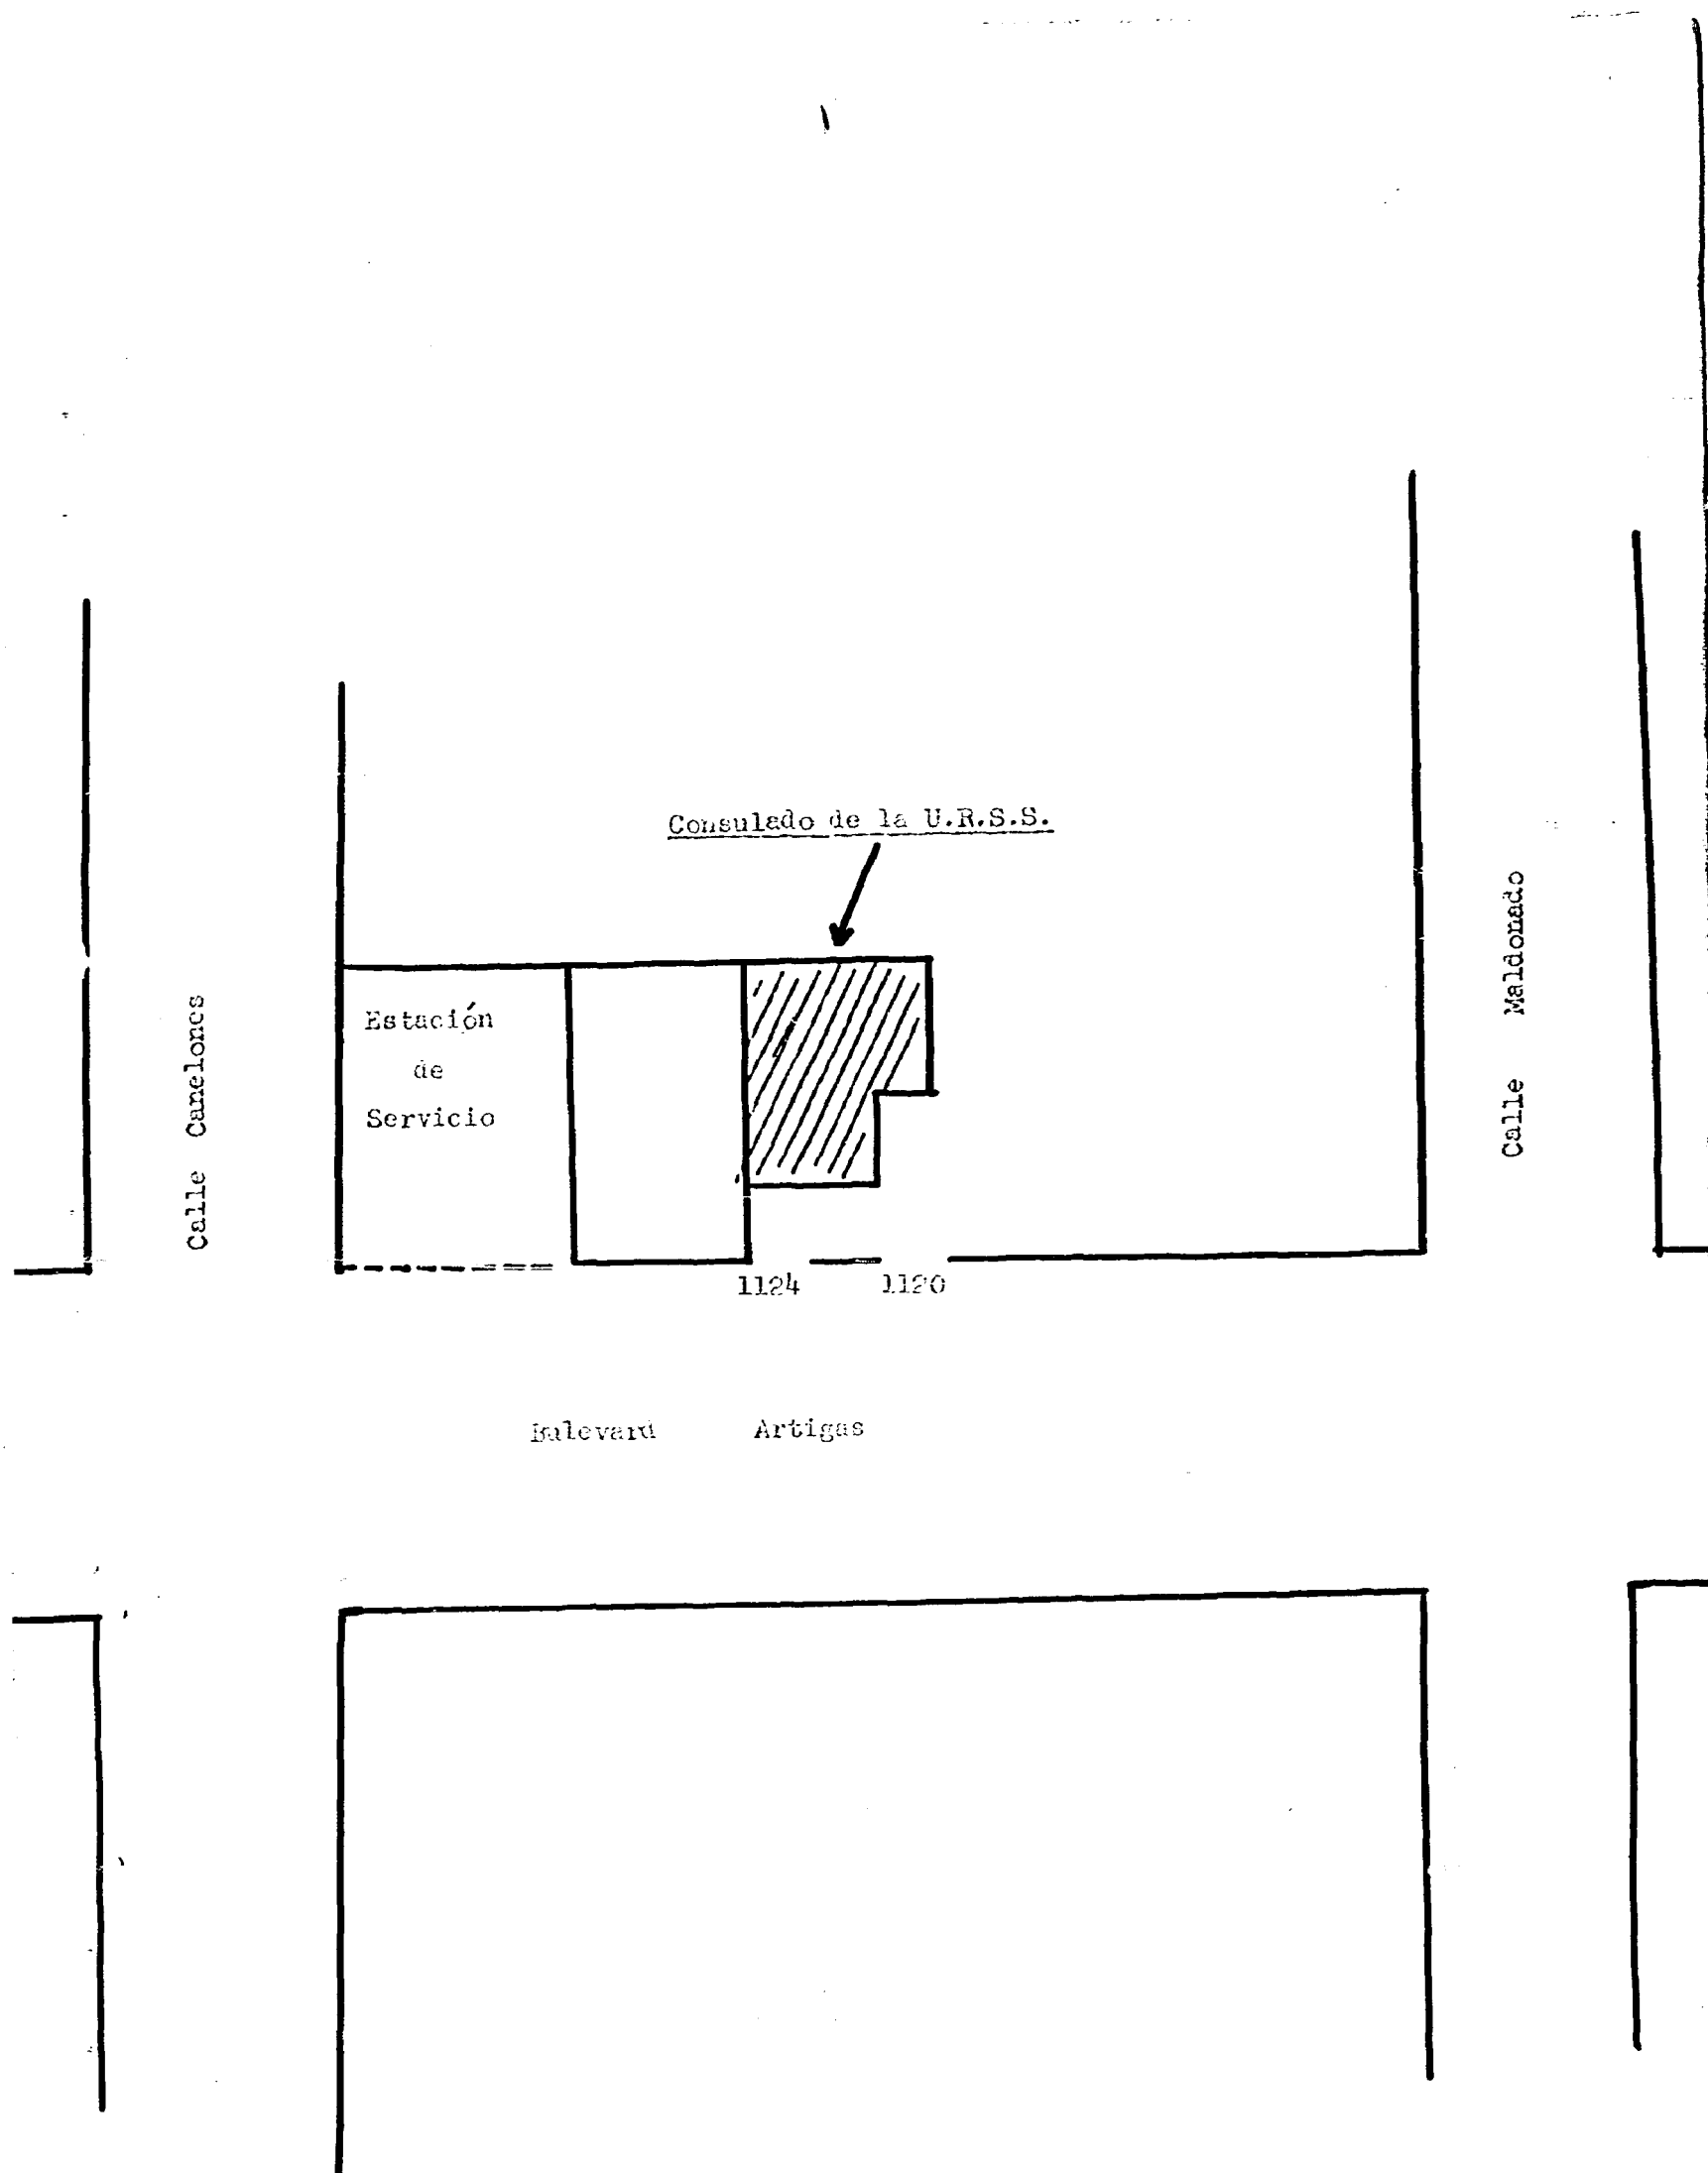 Consulado de la U.R.S.S.
Estación
de
Servicio
Calle Canelones
Calle Maldonado
1124 1120
Bulevard Artigas